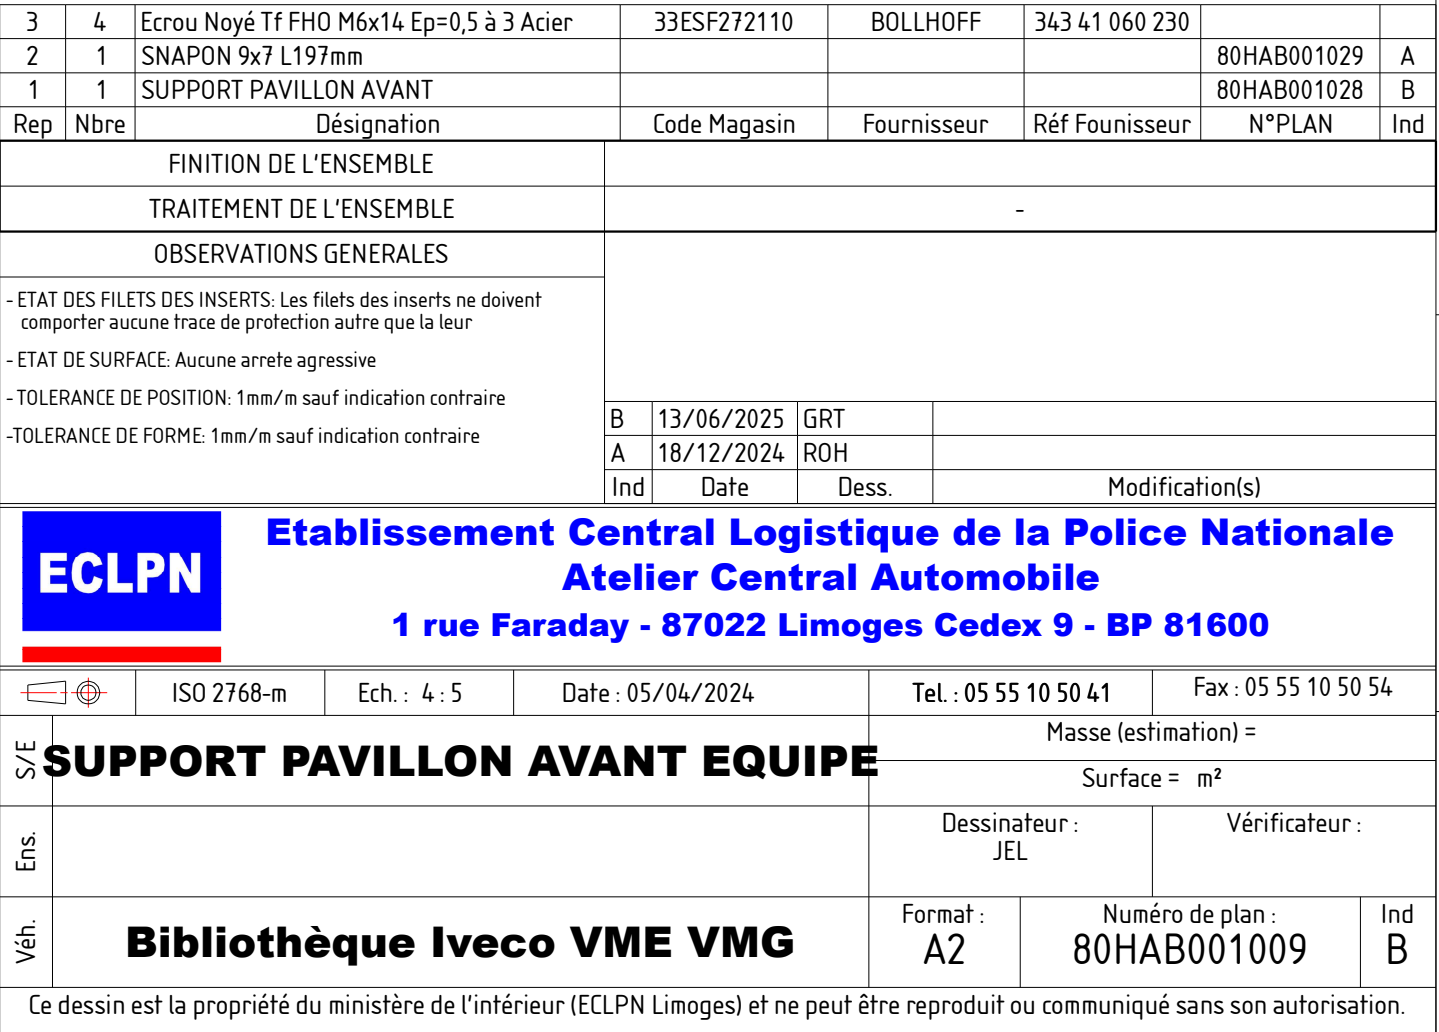 3 4 Ecrou Noyé Tf FHO M6x14 Ep=0,5 à 3 Acier 33ESF272110 BOLLHOFF 343 41 060 230
2 1 SNAPON 9x7 L197mm 80HAB001029 A
1 1 SUPPORT PAVILLON AVANT 80HAB001028 B
Rep Nbre Désignation Code Magasin Fournisseur Réf Founisseur N°PLAN Ind
FINITION DE L'ENSEMBLE
TRAITEMENT DE L'ENSEMBLE -
OBSERVATIONS GENERALES
- ETAT DES FILETS DES INSERTS: Les filets des inserts ne doivent
comporter aucune trace de protection autre que la leur
- ETAT DE SURFACE: Aucune arrete agressive
- TOLERANCE DE POSITION: 1mm/m sauf indication contraire
-TOLERANCE DE FORME: 1mm/m sauf indication contraire
B 13/06/2025 GRT
A 18/12/2024 ROH
Ind Date Dess. Modification(s)
ECLPN
Etablissement Central Logistique de la Police Nationale
Atelier Central Automobile
1 rue Faraday - 87022 Limoges Cedex 9 - BP 81600
ISO 2768-m Ech. : 4 : 5 Date : 05/04/2024 Tel. : 05 55 10 50 41 Fax : 05 55 10 50 54
S/E SUPPORT PAVILLON AVANT EQUIPE
Masse (estimation) =
Surface = m²
Ens.
Dessinateur :
JEL
Vérificateur :
Véh. Bibliothèque Iveco VME VMG
Format :
A2
Numéro de plan :
80HAB001009
Ind
B
Ce dessin est la propriété du ministère de l'intérieur (ECLPN Limoges) et ne peut être reproduit ou communiqué sans son autorisation.